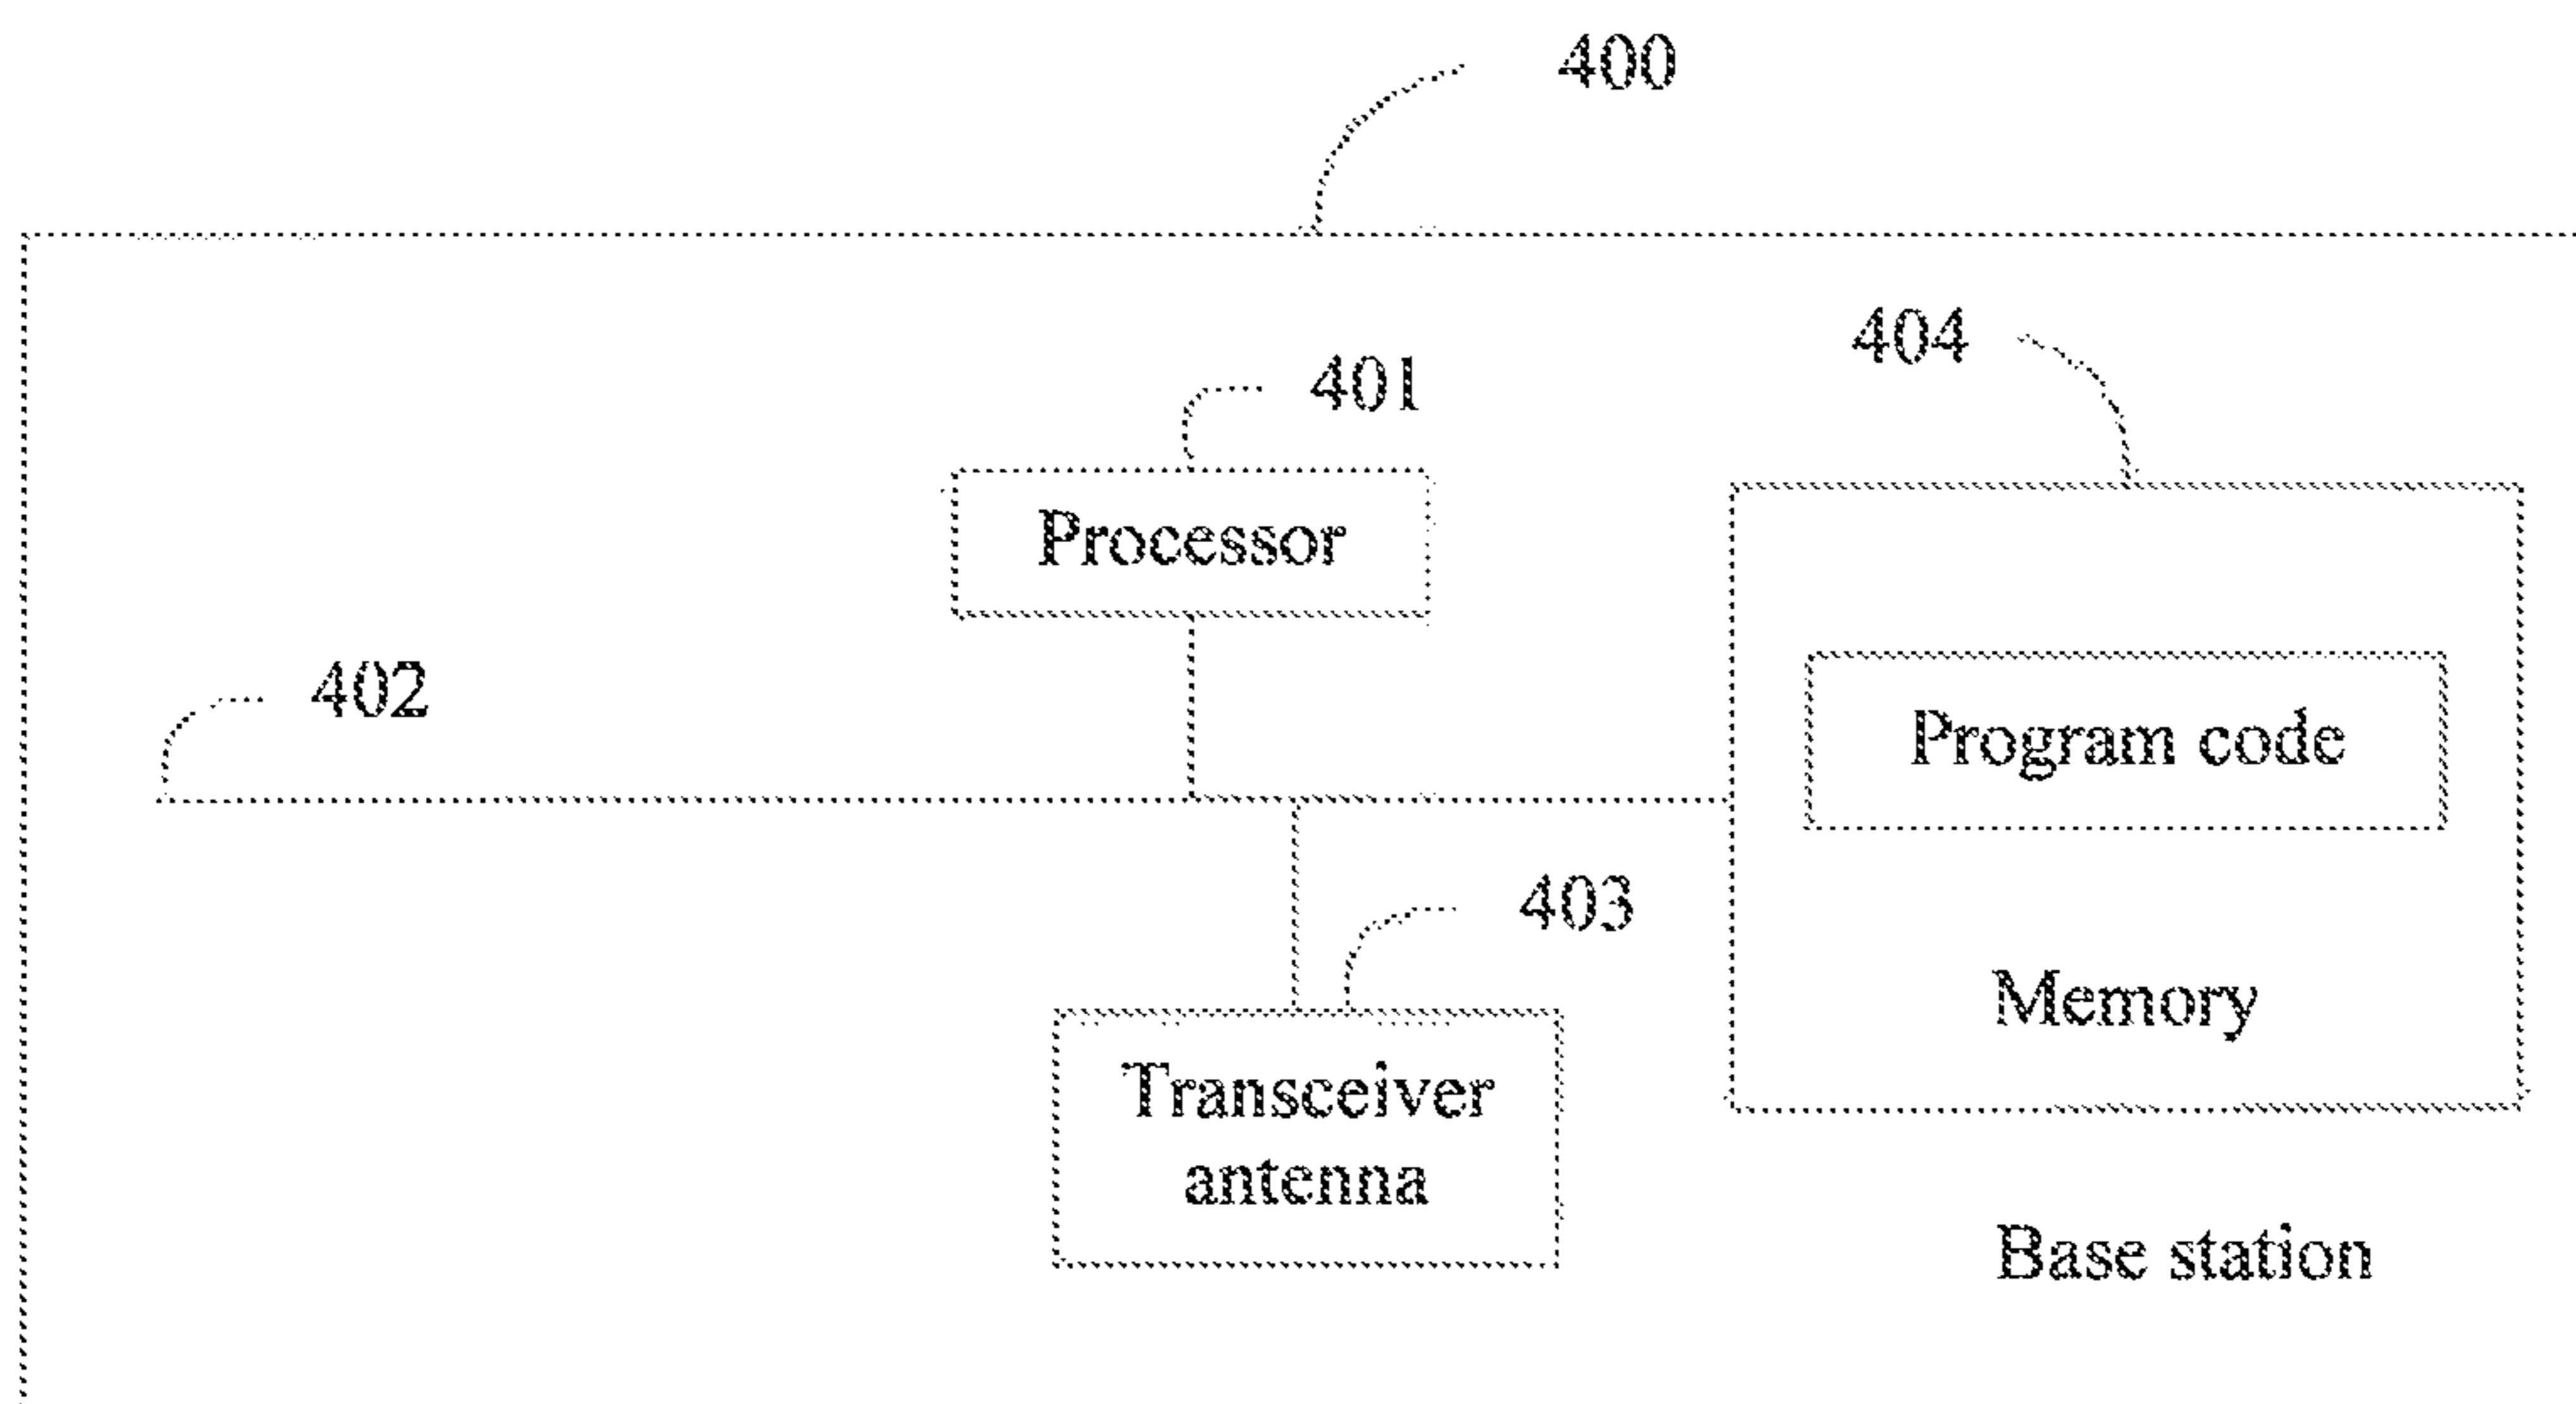 400
404
401
Processor
402
Program code
403
Memory
Transceiver
antenna
Base station